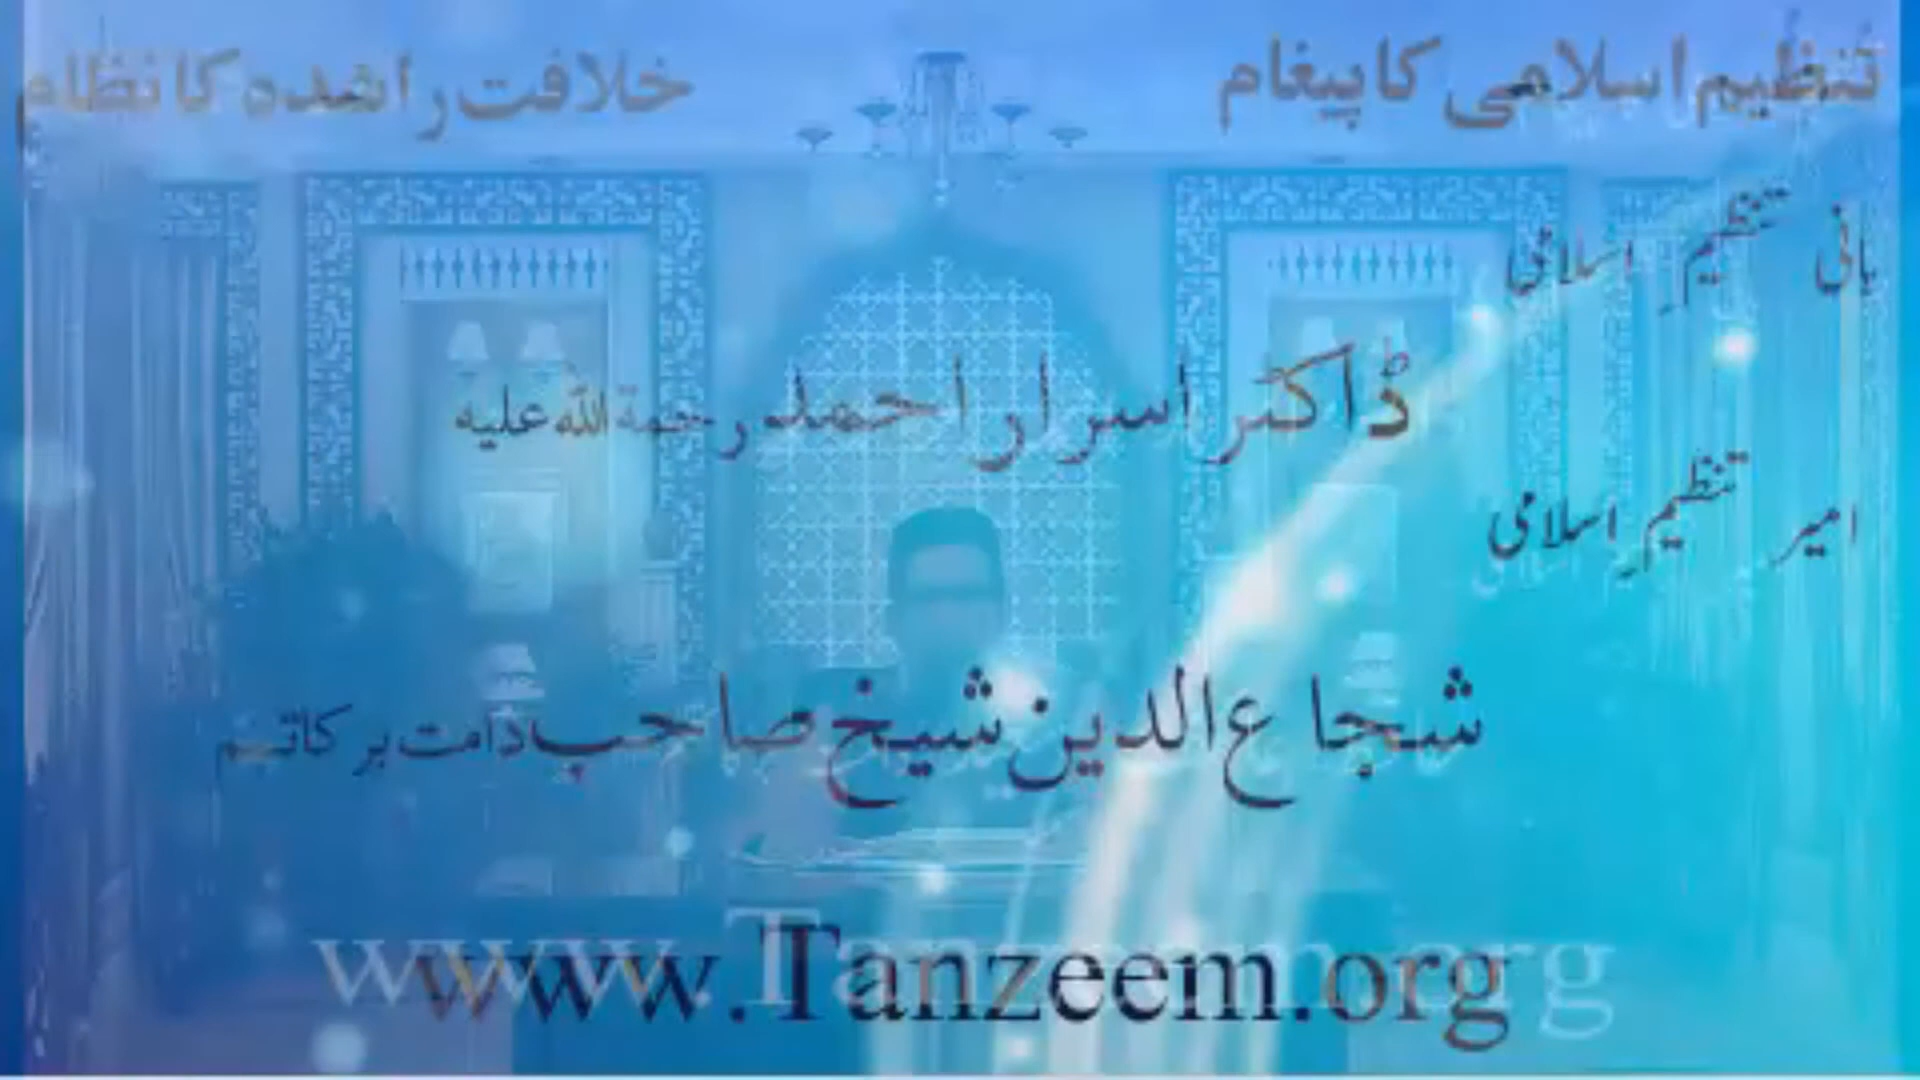 تنظیم اسلامی کا پیغام خلافت راشدہ کا نظام
بانی تنظیمِ اسلامی
ڈاکٹر اسرار احمد رحمۃ اللہ علیہ
امیر تنظیمِ اسلامی
شجاع الدین شیخ صاحب دامت برکاتہم
www.Tanzeem.org